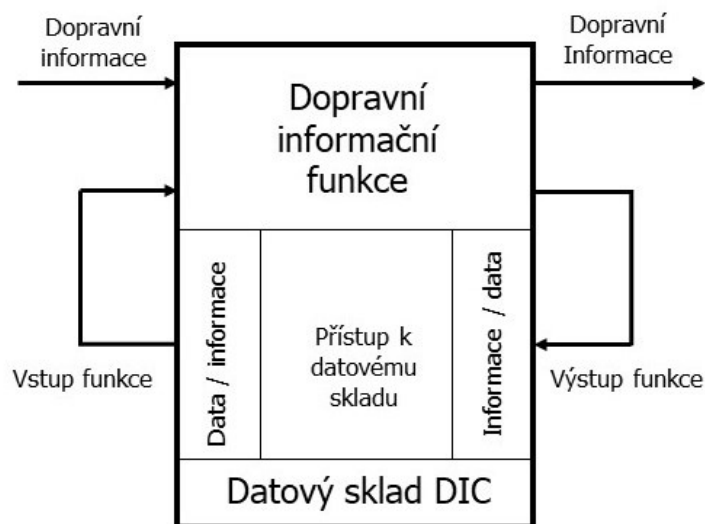 Dopravní
informace
Dopravní
Informace
Dopravní
informační
funkce
Data / informace
Přístup k
datovému
skladu
Informace / data
Vstup funkce
Výstup funkce
Datový sklad DIC